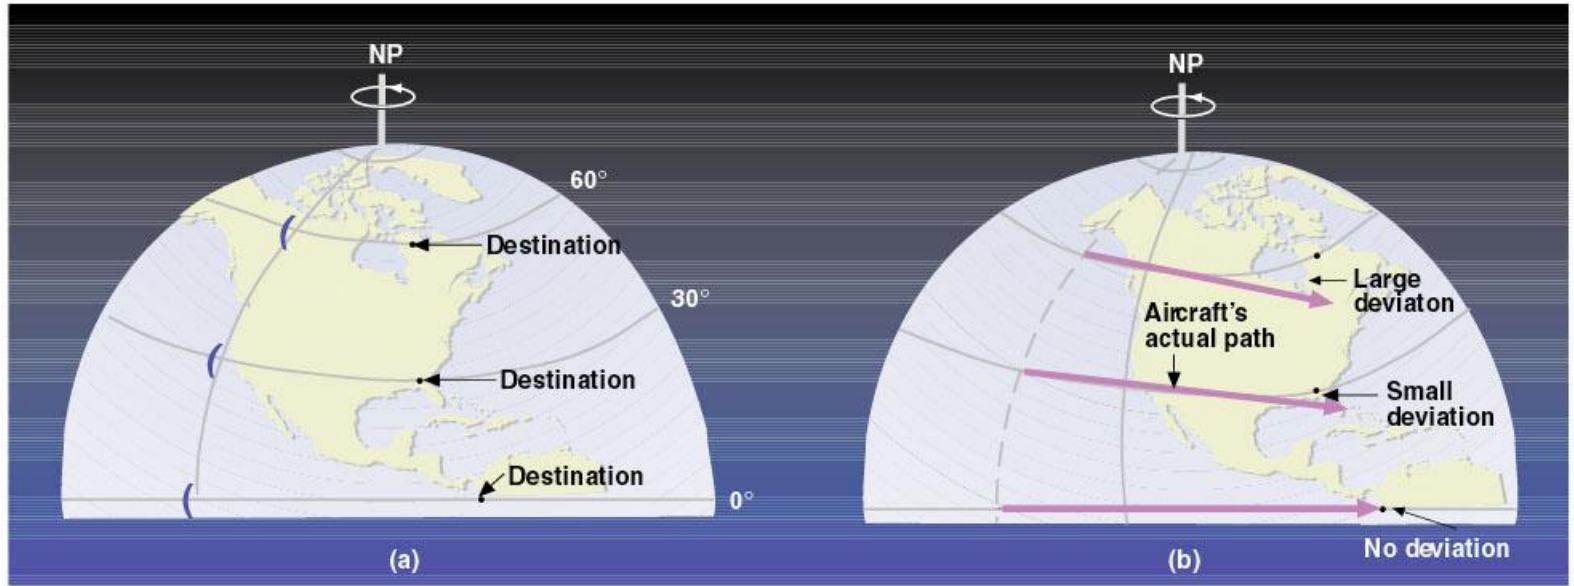 NP
60°
Destination
30°
Destination
Destination
0°
(a)
NP
Large
deviaton
Aircraft's
actual path
Small
deviation
No deviation
(b)